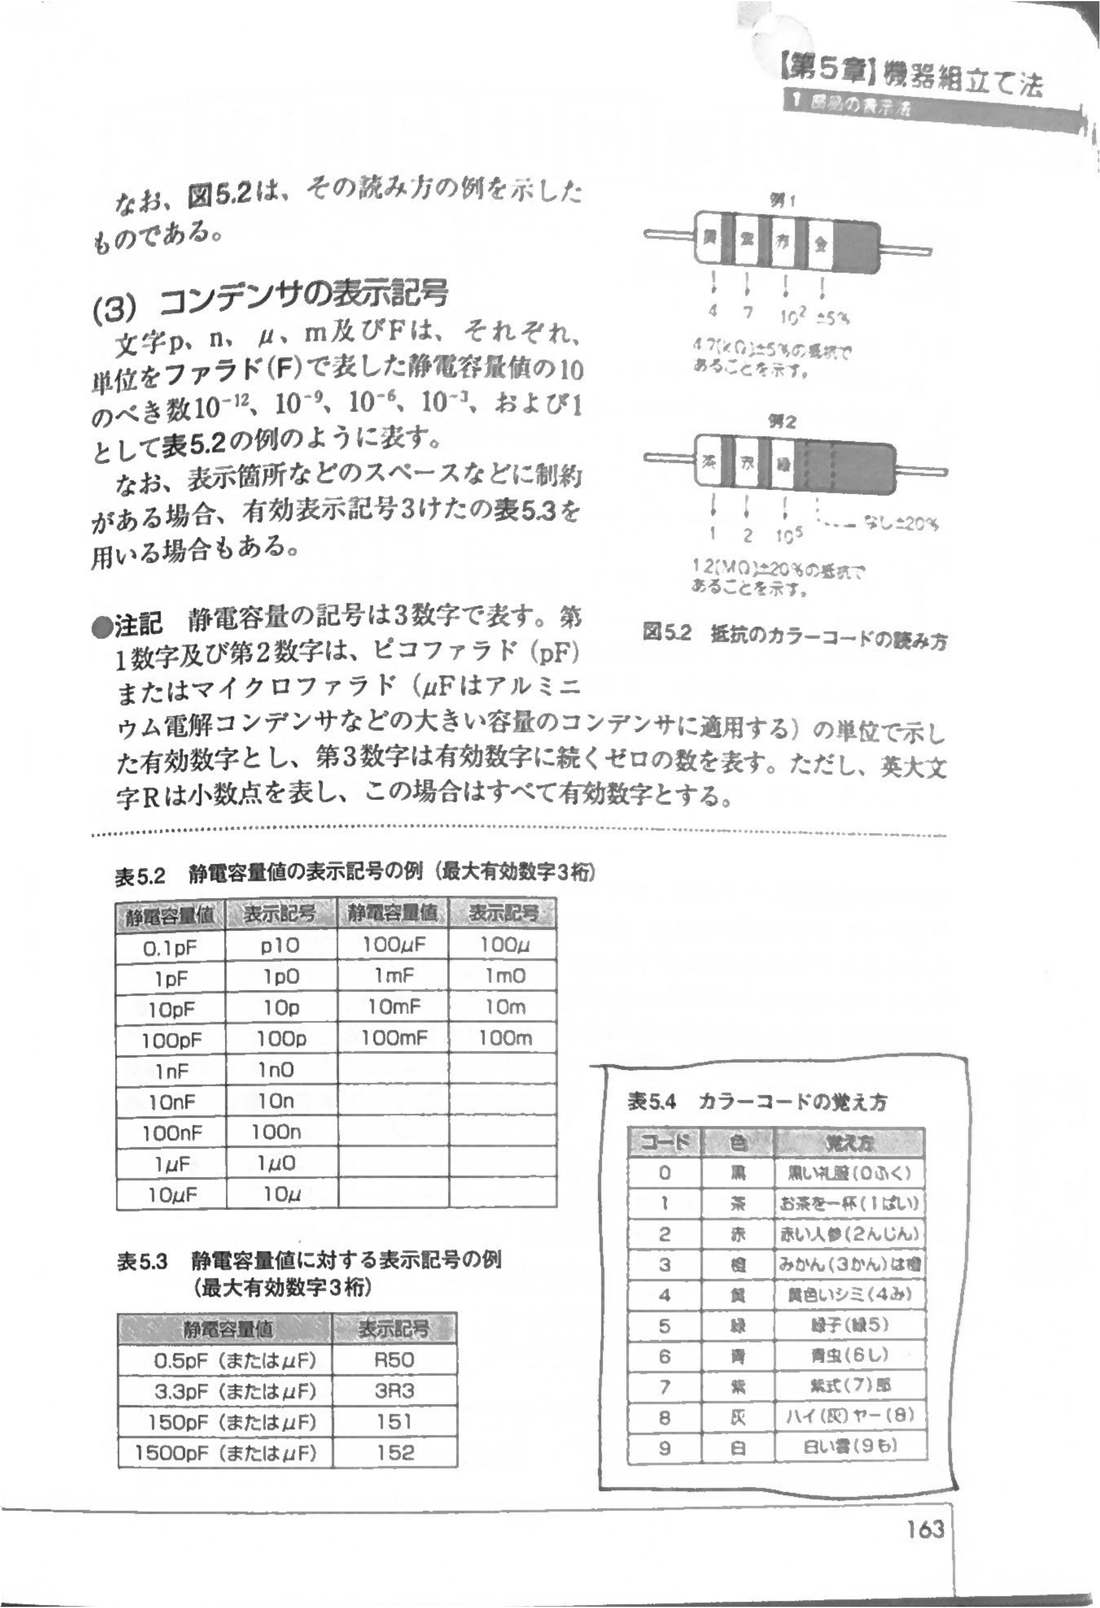 【第5章】機器組立て法
1 部品の表示法
なお、図5.2は、その読み方の例を示した
ものである。
(3) コンデンサの表示記号
文字p、n、μ、m及びFは、それぞれ、
単位をファラド(F)で表した静電容量値の10
のべき数10⁻¹²、10⁻⁹、10⁻⁶、10⁻³、および1
として表5.2の例のように表す。
なお、表示箇所などのスペースなどに制約
がある場合、有効表示記号3けたの表5.3を
用いる場合もある。
●注記 静電容量の記号は3数字で表す。第
1数字及び第2数字は、ピコファラド(pF)
またはマイクロファラド(μFはアルミニ
ウム電解コンデンサなどの大きい容量のコンデンサに適用する)の単位で示し
た有効数字とし、第3数字は有効数字に続くゼロの数を表す。ただし、英大文
字Rは小数点を表し、この場合はすべて有効数字とする。
例1
黄 紫 赤 金
4 7 10² ±5%
4.7(kΩ)±5%の抵抗で
あることを示す。
例2
茶 赤 緑
1 2 10⁵ なし±20%
1.2(MΩ)±20%の抵抗で
あることを示す。
図5.2 抵抗のカラーコードの読み方
表5.2 静電容量値の表示記号の例(最大有効数字3桁)
静電容量値 表示記号 静電容量値 表示記号
0.1pF p10 100μF 100μ
1pF 1p0 1mF 1m0
10pF 10p 10mF 10m
100pF 100p 100mF 100m
1nF 1n0
10nF 10n
100nF 100n
1μF 1μ0
10μF 10μ
表5.3 静電容量値に対する表示記号の例
(最大有効数字3桁)
静電容量値 表示記号
0.5pF(またはμF) R50
3.3pF(またはμF) 3R3
150pF(またはμF) 151
1500pF(またはμF) 152
表5.4 カラーコードの覚え方
コード 色 覚え方
0 黒 黒い礼服(0ふく)
1 茶 お茶を一杯(1ぱい)
2 赤 赤い人参(2んじん)
3 橙 みかん(3かん)は橙
4 黄 黄色いシミ(4み)
5 緑 緑子(緑5)
6 青 青虫(6し)
7 紫 紫式(7)部
8 灰 ハイ(灰)ヤー(8)
9 白 白い雲(9も)
163